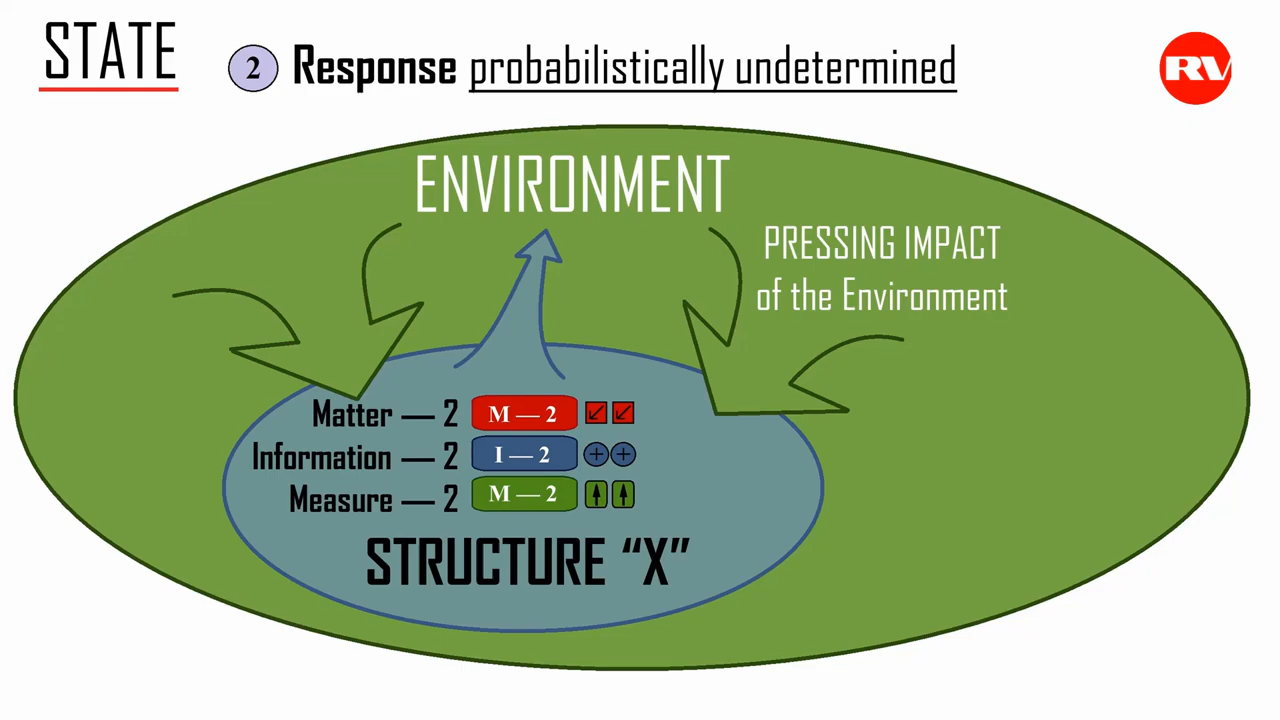 STATE
2 Response probabilistically undetermined
RV
ENVIRONMENT
PRESSING IMPACT
of the Environment
Matter — 2 M — 2
Information — 2 I — 2
Measure — 2 M — 2
STRUCTURE “X”